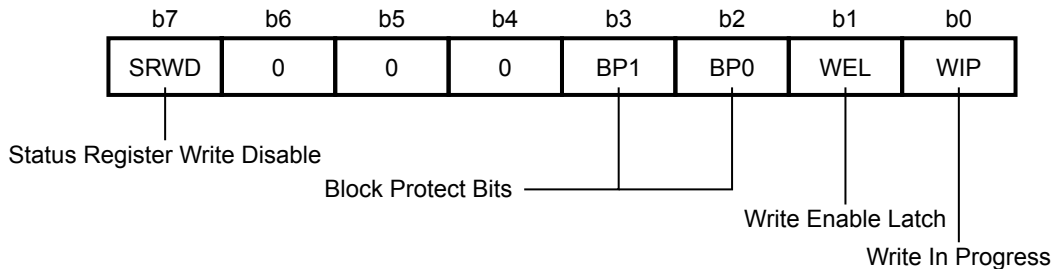 b7 b6 b5 b4 b3 b2 b1 b0
SRWD 0 0 0 BP1 BP0 WEL WIP
Status Register Write Disable
Block Protect Bits
Write Enable Latch
Write In Progress